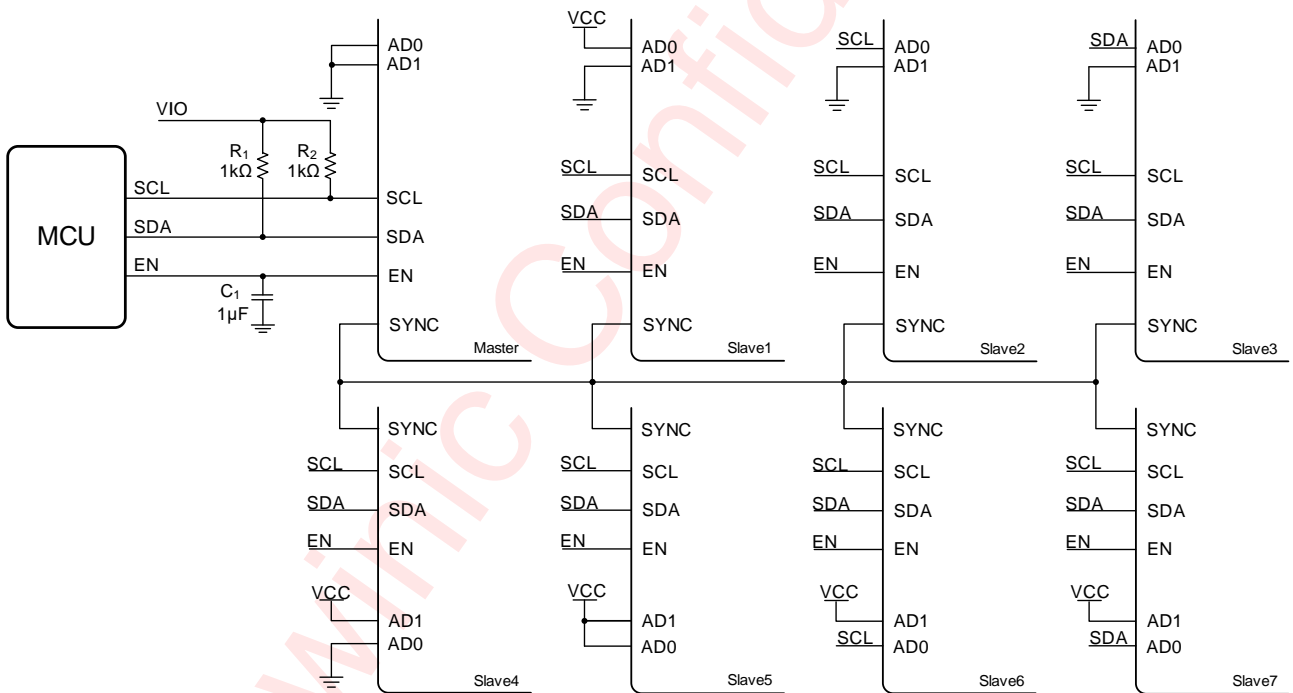 MCU
SCL
SDA
EN
VIO
R₁
1kΩ
R₂
1kΩ
C₁
1µF
AD0
AD1
SCL
SDA
EN
SYNC
Master
VCC
AD0
AD1
SCL
SCL
SDA
SDA
EN
EN
SYNC
Slave1
SCL
AD0
AD1
SCL
SCL
SDA
SDA
EN
EN
SYNC
Slave2
SDA
AD0
AD1
SCL
SCL
SDA
SDA
EN
EN
SYNC
Slave3
SYNC
SCL
SCL
SDA
SDA
EN
EN
VCC
AD1
AD0
Slave4
SYNC
SCL
SCL
SDA
SDA
EN
EN
VCC
AD1
AD0
Slave5
SYNC
SCL
SCL
SDA
SDA
EN
EN
VCC
AD1
SCL
AD0
Slave6
SYNC
SCL
SCL
SDA
SDA
EN
EN
VCC
AD1
SDA
AD0
Slave7